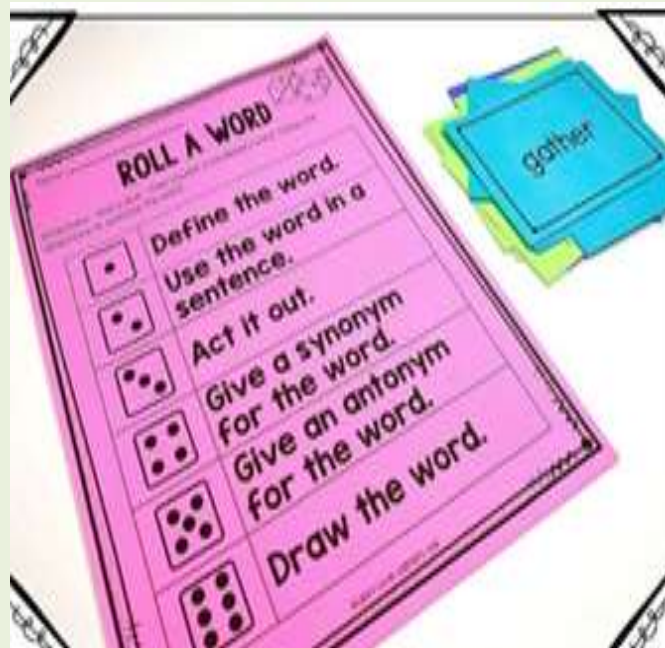 ROLL A WORD
Define the word.
Use the word in a
sentence.
Act it out.
Give a synonym
for the word.
Give an antonym
for the word.
Draw the word.
gather